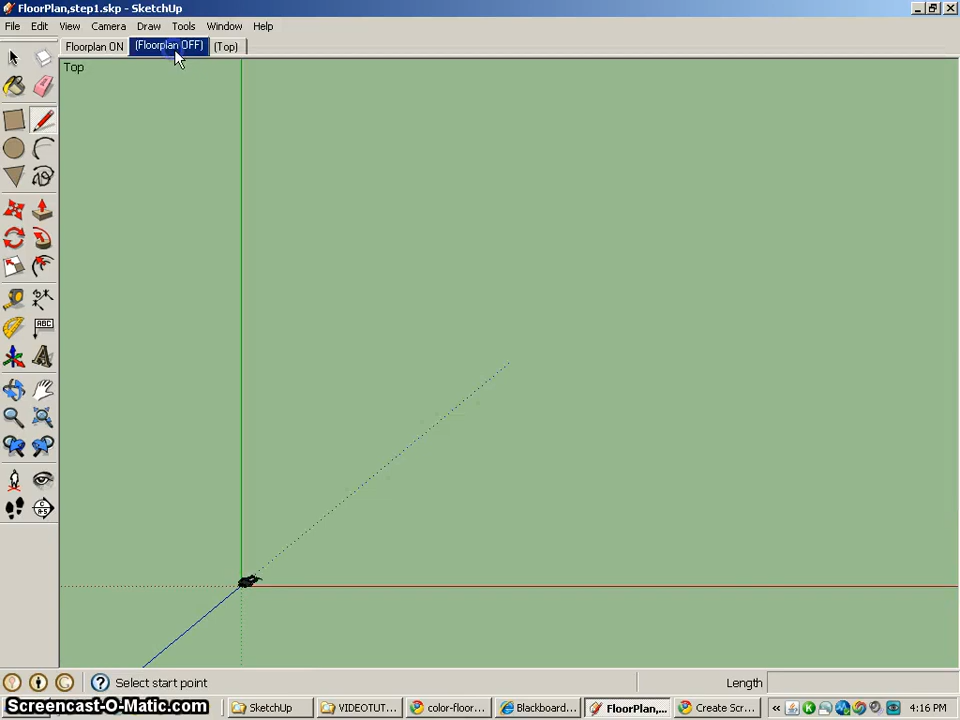 FloorPlan,step1.skp - SketchUp
File Edit View Camera Draw Tools Window Help
Floorplan ON (Floorplan OFF) (Top)
Top
ABC
Select start point
Length
Screencast-O-Matic.com
SketchUp VIDEOTUT... color-floor... Blackboard... FloorPlan,... Create Scr... « 4:16 PM